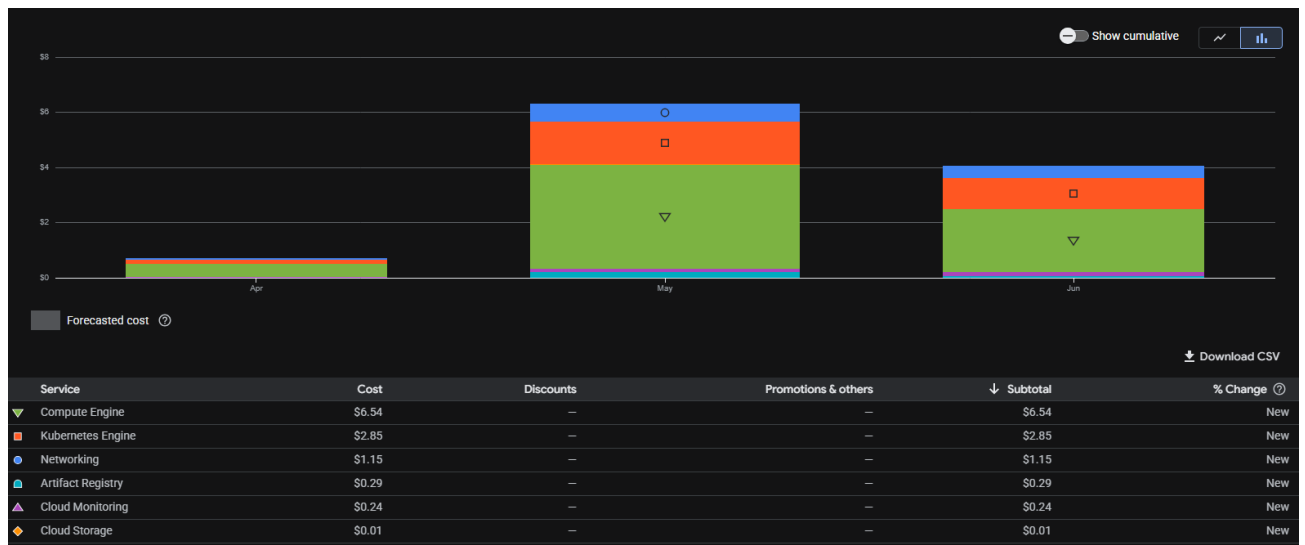 Show cumulative
$8
$6
$4
$2
$0
Apr May Jun
Forecasted cost ?
Download CSV
Service Cost Discounts Promotions & others ↓ Subtotal % Change ?
Compute Engine $6.54 — — $6.54 New
Kubernetes Engine $2.85 — — $2.85 New
Networking $1.15 — — $1.15 New
Artifact Registry $0.29 — — $0.29 New
Cloud Monitoring $0.24 — — $0.24 New
Cloud Storage $0.01 — — $0.01 New